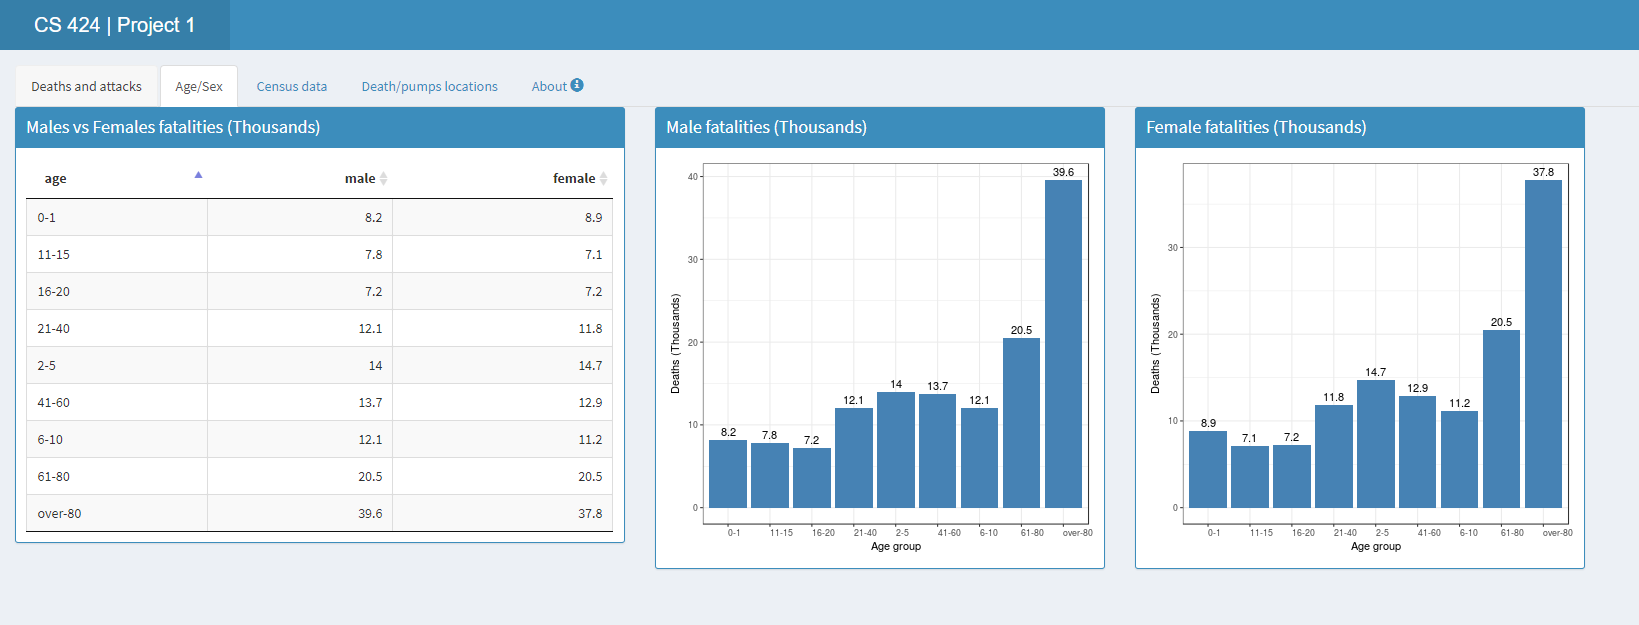 CS 424 | Project 1
Deaths and attacks Age/Sex Census data Death/pumps locations About
Males vs Females fatalities (Thousands)
age male female
0-1 8.2 8.9
11-15 7.8 7.1
16-20 7.2 7.2
21-40 12.1 11.8
2-5 14 14.7
41-60 13.7 12.9
6-10 12.1 11.2
61-80 20.5 20.5
over-80 39.6 37.8
Male fatalities (Thousands)
Deaths (Thousands)
40
30
20
10
0
8.2 7.8 7.2 12.1 14 13.7 12.1 20.5 39.6
0-1 11-15 16-20 21-40 2-5 41-60 6-10 61-80 over-80
Age group
Female fatalities (Thousands)
Deaths (Thousands)
30
20
10
0
8.9 7.1 7.2 11.8 14.7 12.9 11.2 20.5 37.8
0-1 11-15 16-20 21-40 2-5 41-60 6-10 61-80 over-80
Age group